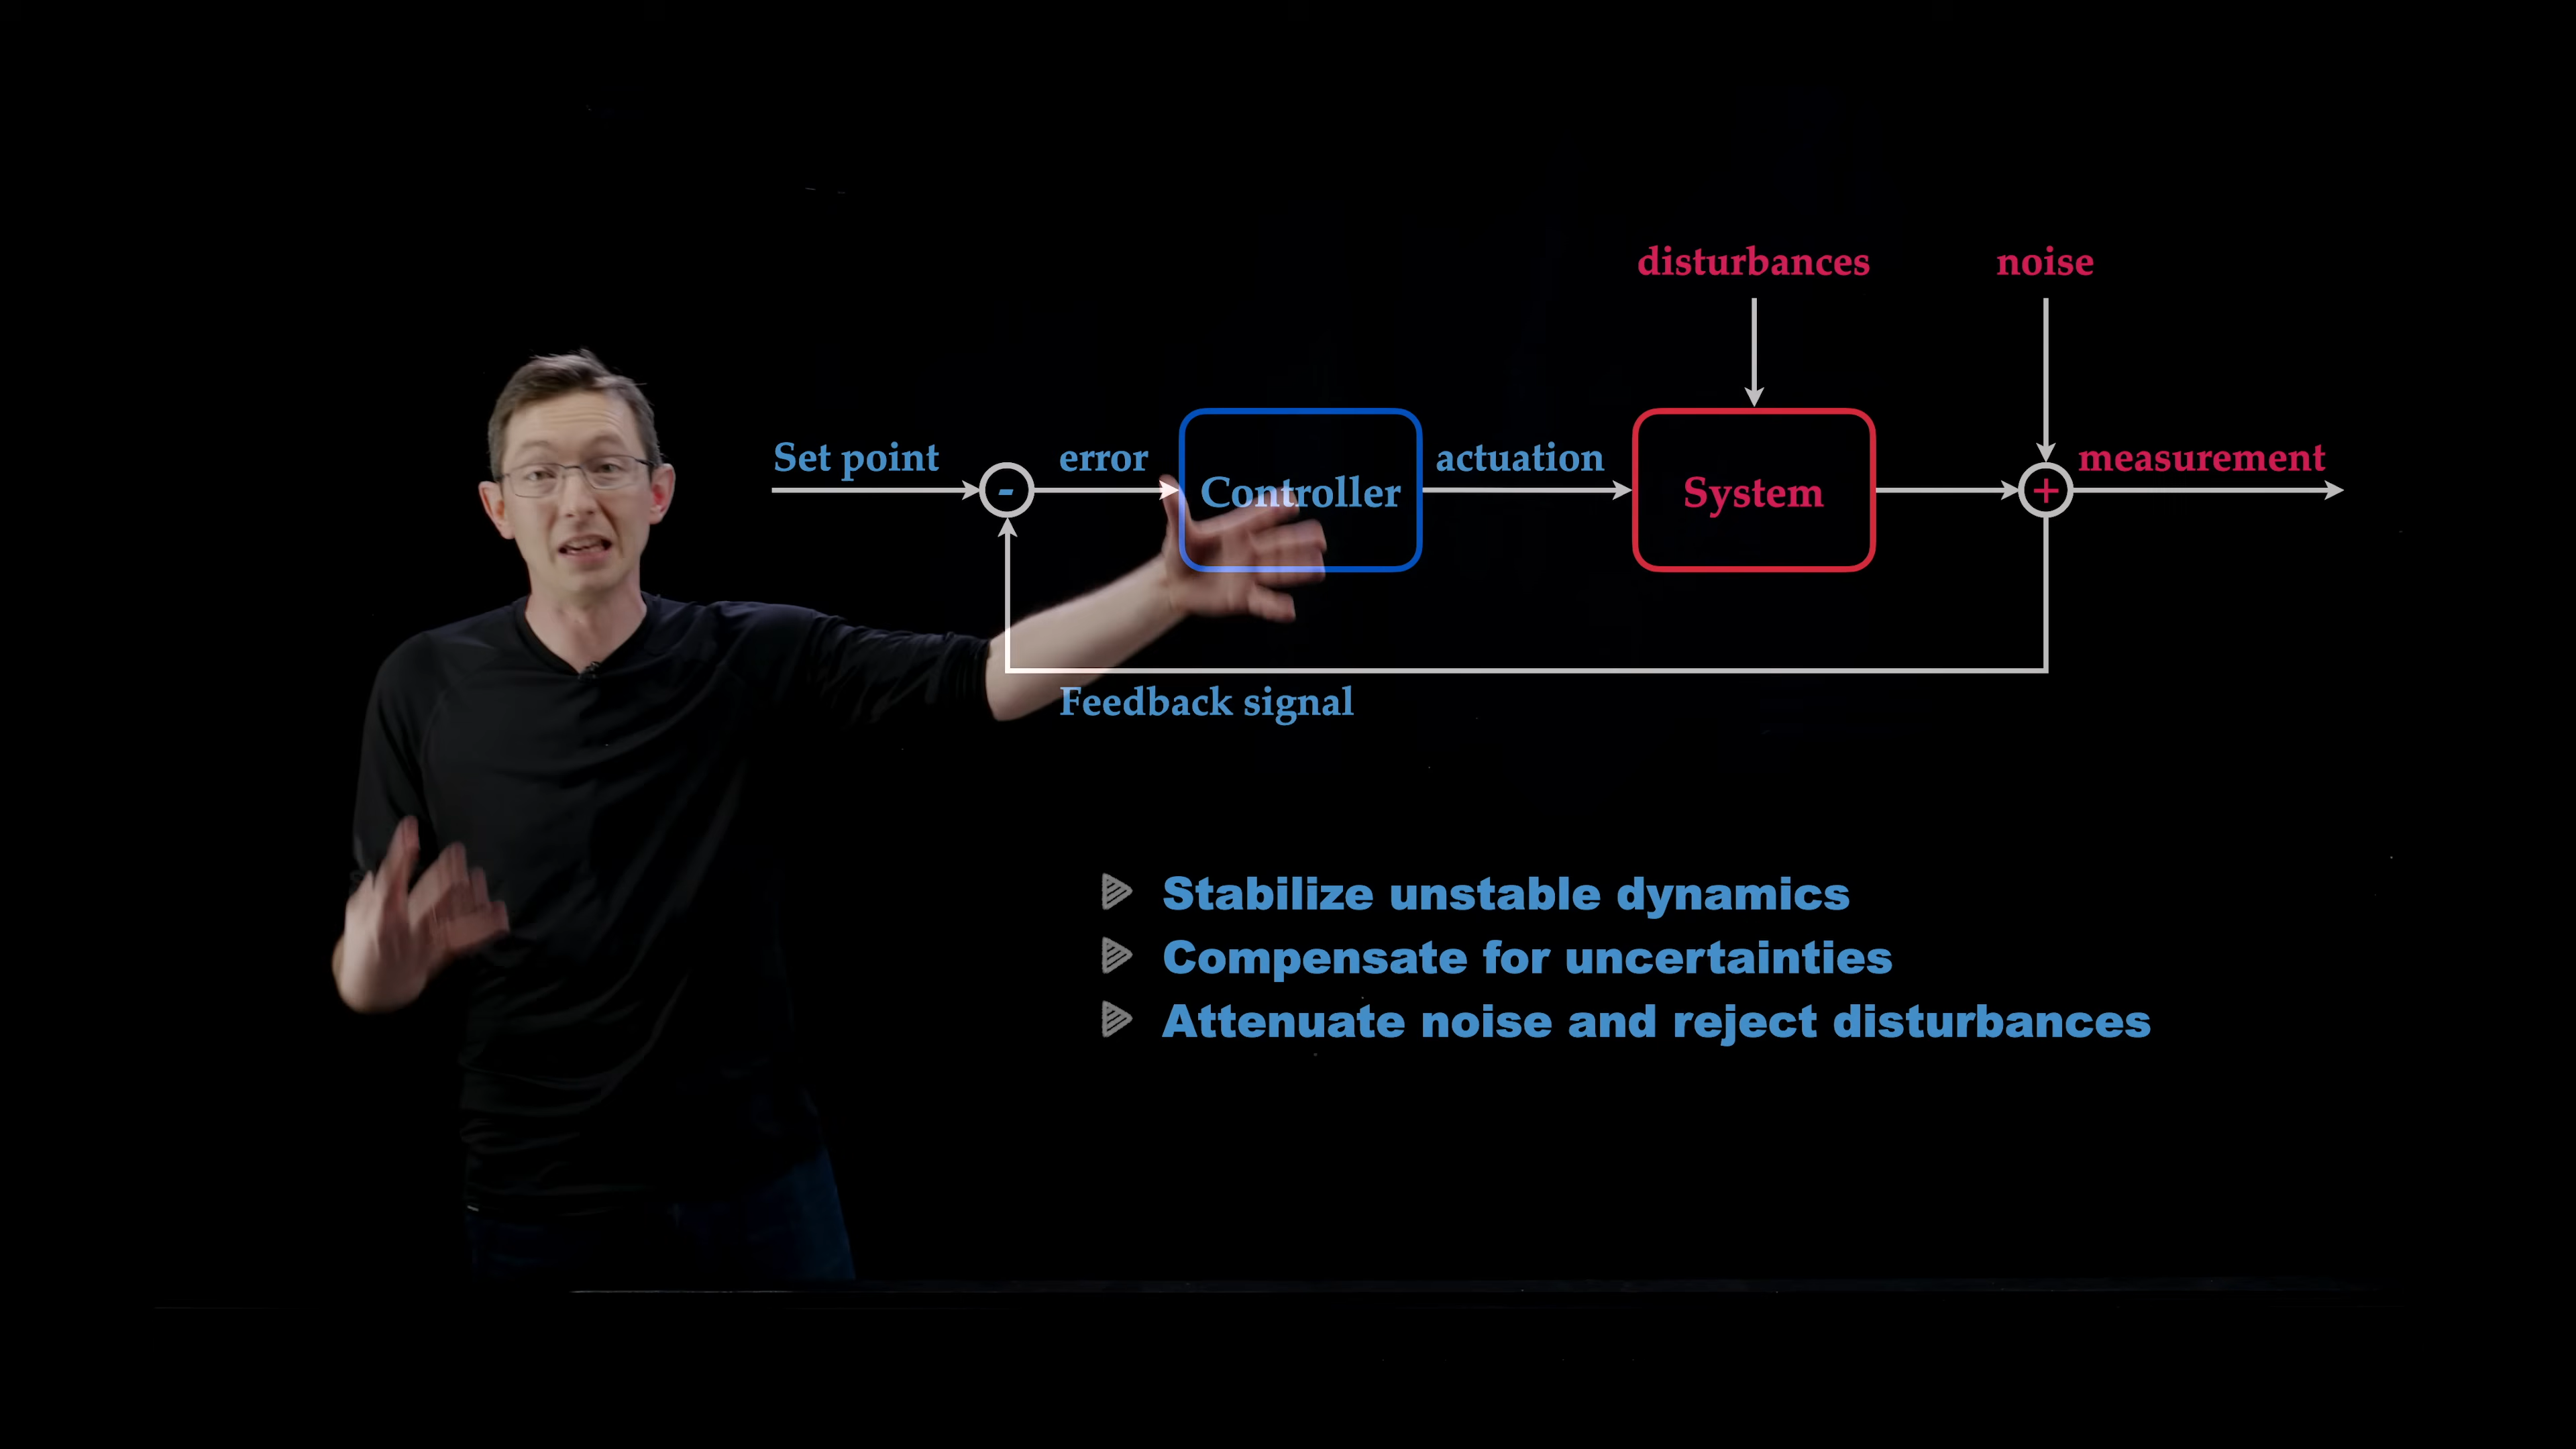 disturbances
noise
Set point
error
actuation
measurement
-
Controller
System
+
Feedback signal
Stabilize unstable dynamics
Compensate for uncertainties
Attenuate noise and reject disturbances